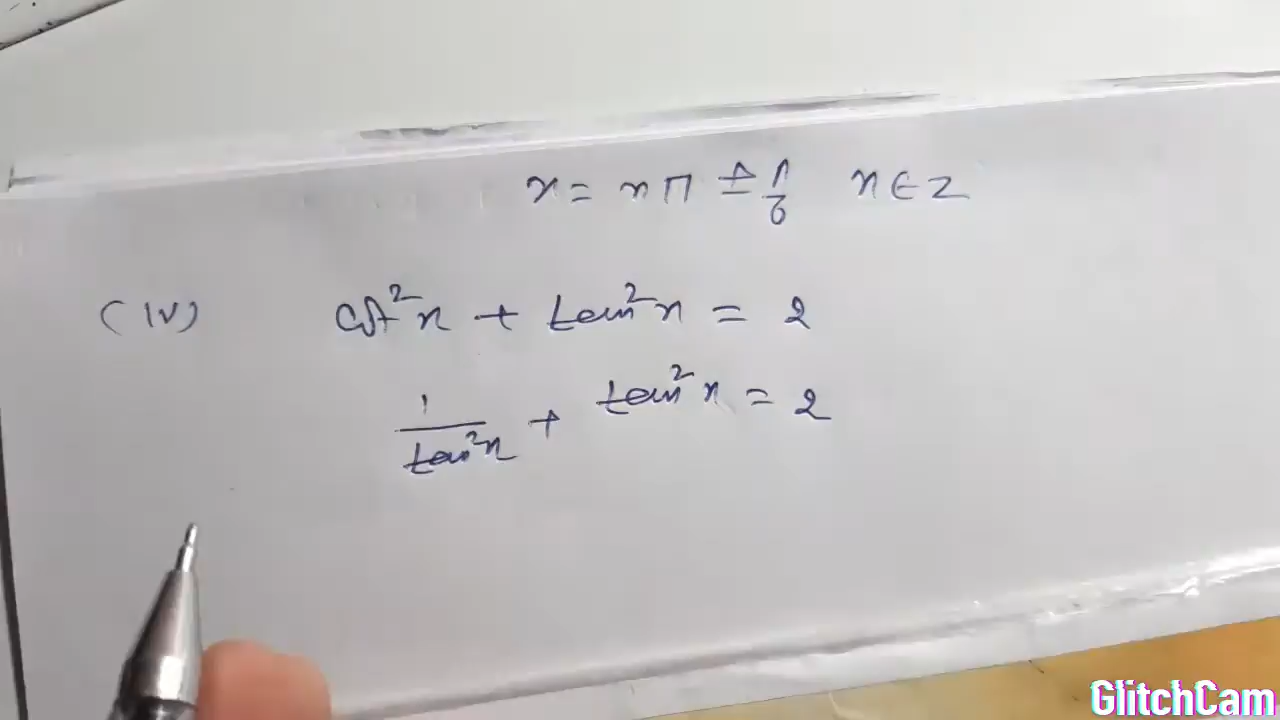 x = nπ ± π/6 n ∈ Z
(IV) cot²x + tan²x = 2
1/tan²x + tan²x = 2
GlitchCam